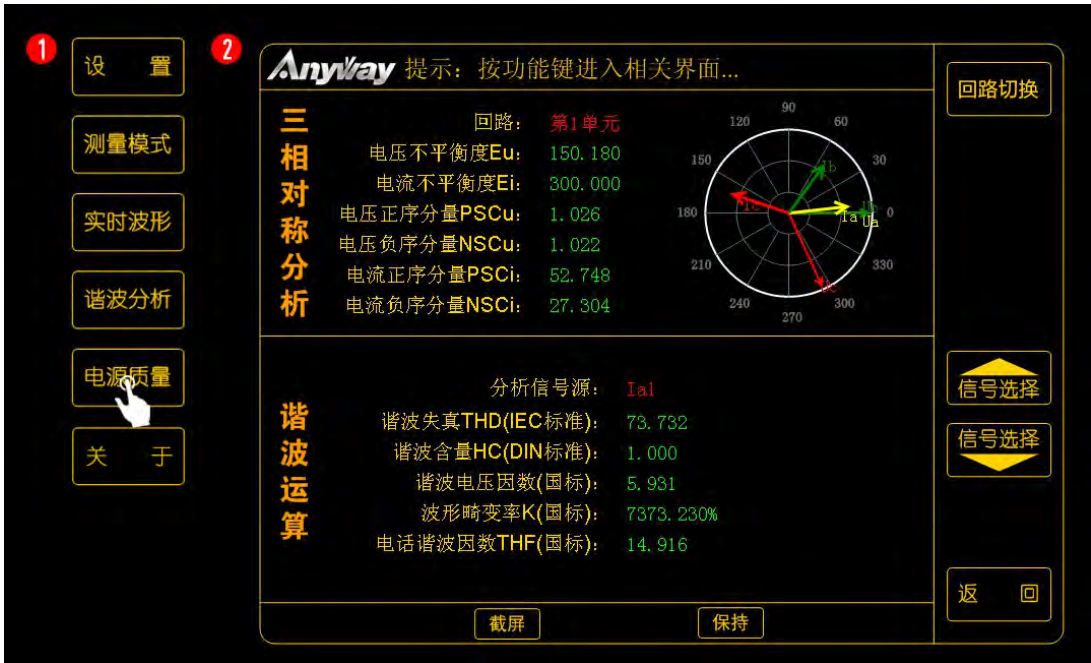 1
设 置
测量模式
实时波形
谐波分析
电源质量
关 于
2
Anyway 提示：按功能键进入相关界面...
三相对称分析
回路： 第1单元
电压不平衡度Eu： 150.180
电流不平衡度Ei： 300.000
电压正序分量PSCu： 1.026
电压负序分量NSCu： 1.022
电流正序分量PSCi： 52.748
电流负序分量NSCi： 27.304
90
120
60
150
30
180
0
210
330
240
300
270
Ib
Ia
Ua
谐波运算
分析信号源： Ia1
谐波失真THD(IEC标准)： 73.732
谐波含量HC(DIN标准)： 1.000
谐波电压因数(国标)： 5.931
波形畸变率K(国标)： 7373.230%
电话谐波因数THF(国标)： 14.916
截屏
保持
回路切换
信号选择
信号选择
返 回